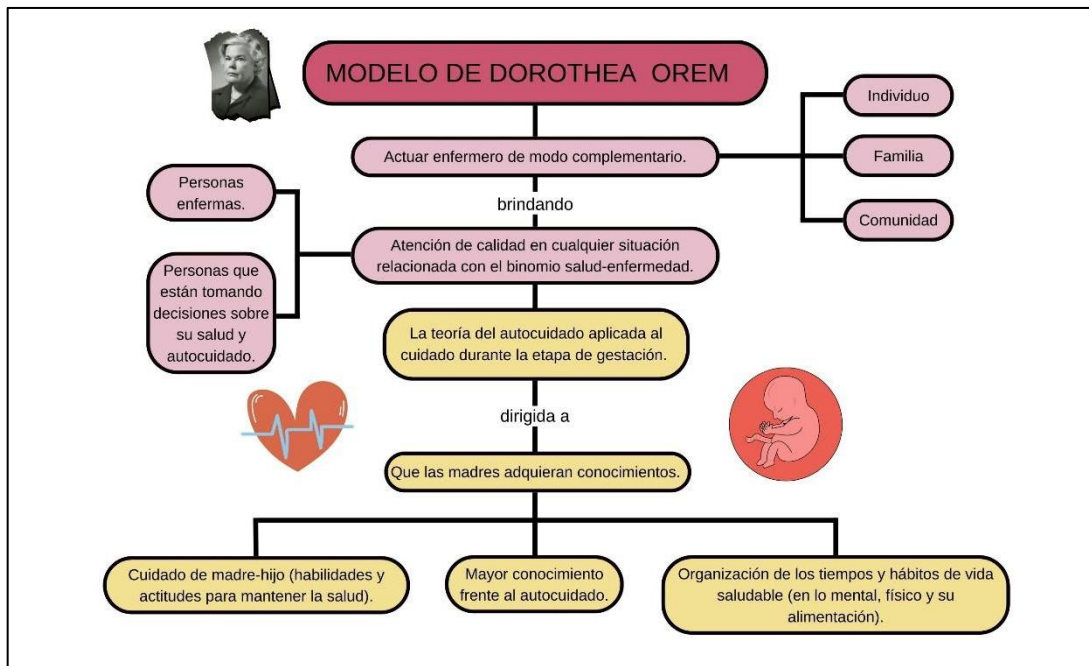 MODELO DE DOROTHEA OREM
Individuo
Actuar enfermero de modo complementario.
Familia
Comunidad
Personas
enfermas.
brindando
Atención de calidad en cualquier situación
relacionada con el binomio salud-enfermedad.
Personas que
están tomando
decisiones sobre
su salud y
autocuidado.
La teoría del autocuidado aplicada al
cuidado durante la etapa de gestación.
dirigida a
Que las madres adquieran conocimientos.
Cuidado de madre-hijo (habilidades y
actitudes para mantener la salud).
Mayor conocimiento
frente al autocuidado.
Organización de los tiempos y hábitos de vida
saludable (en lo mental, físico y su
alimentación).